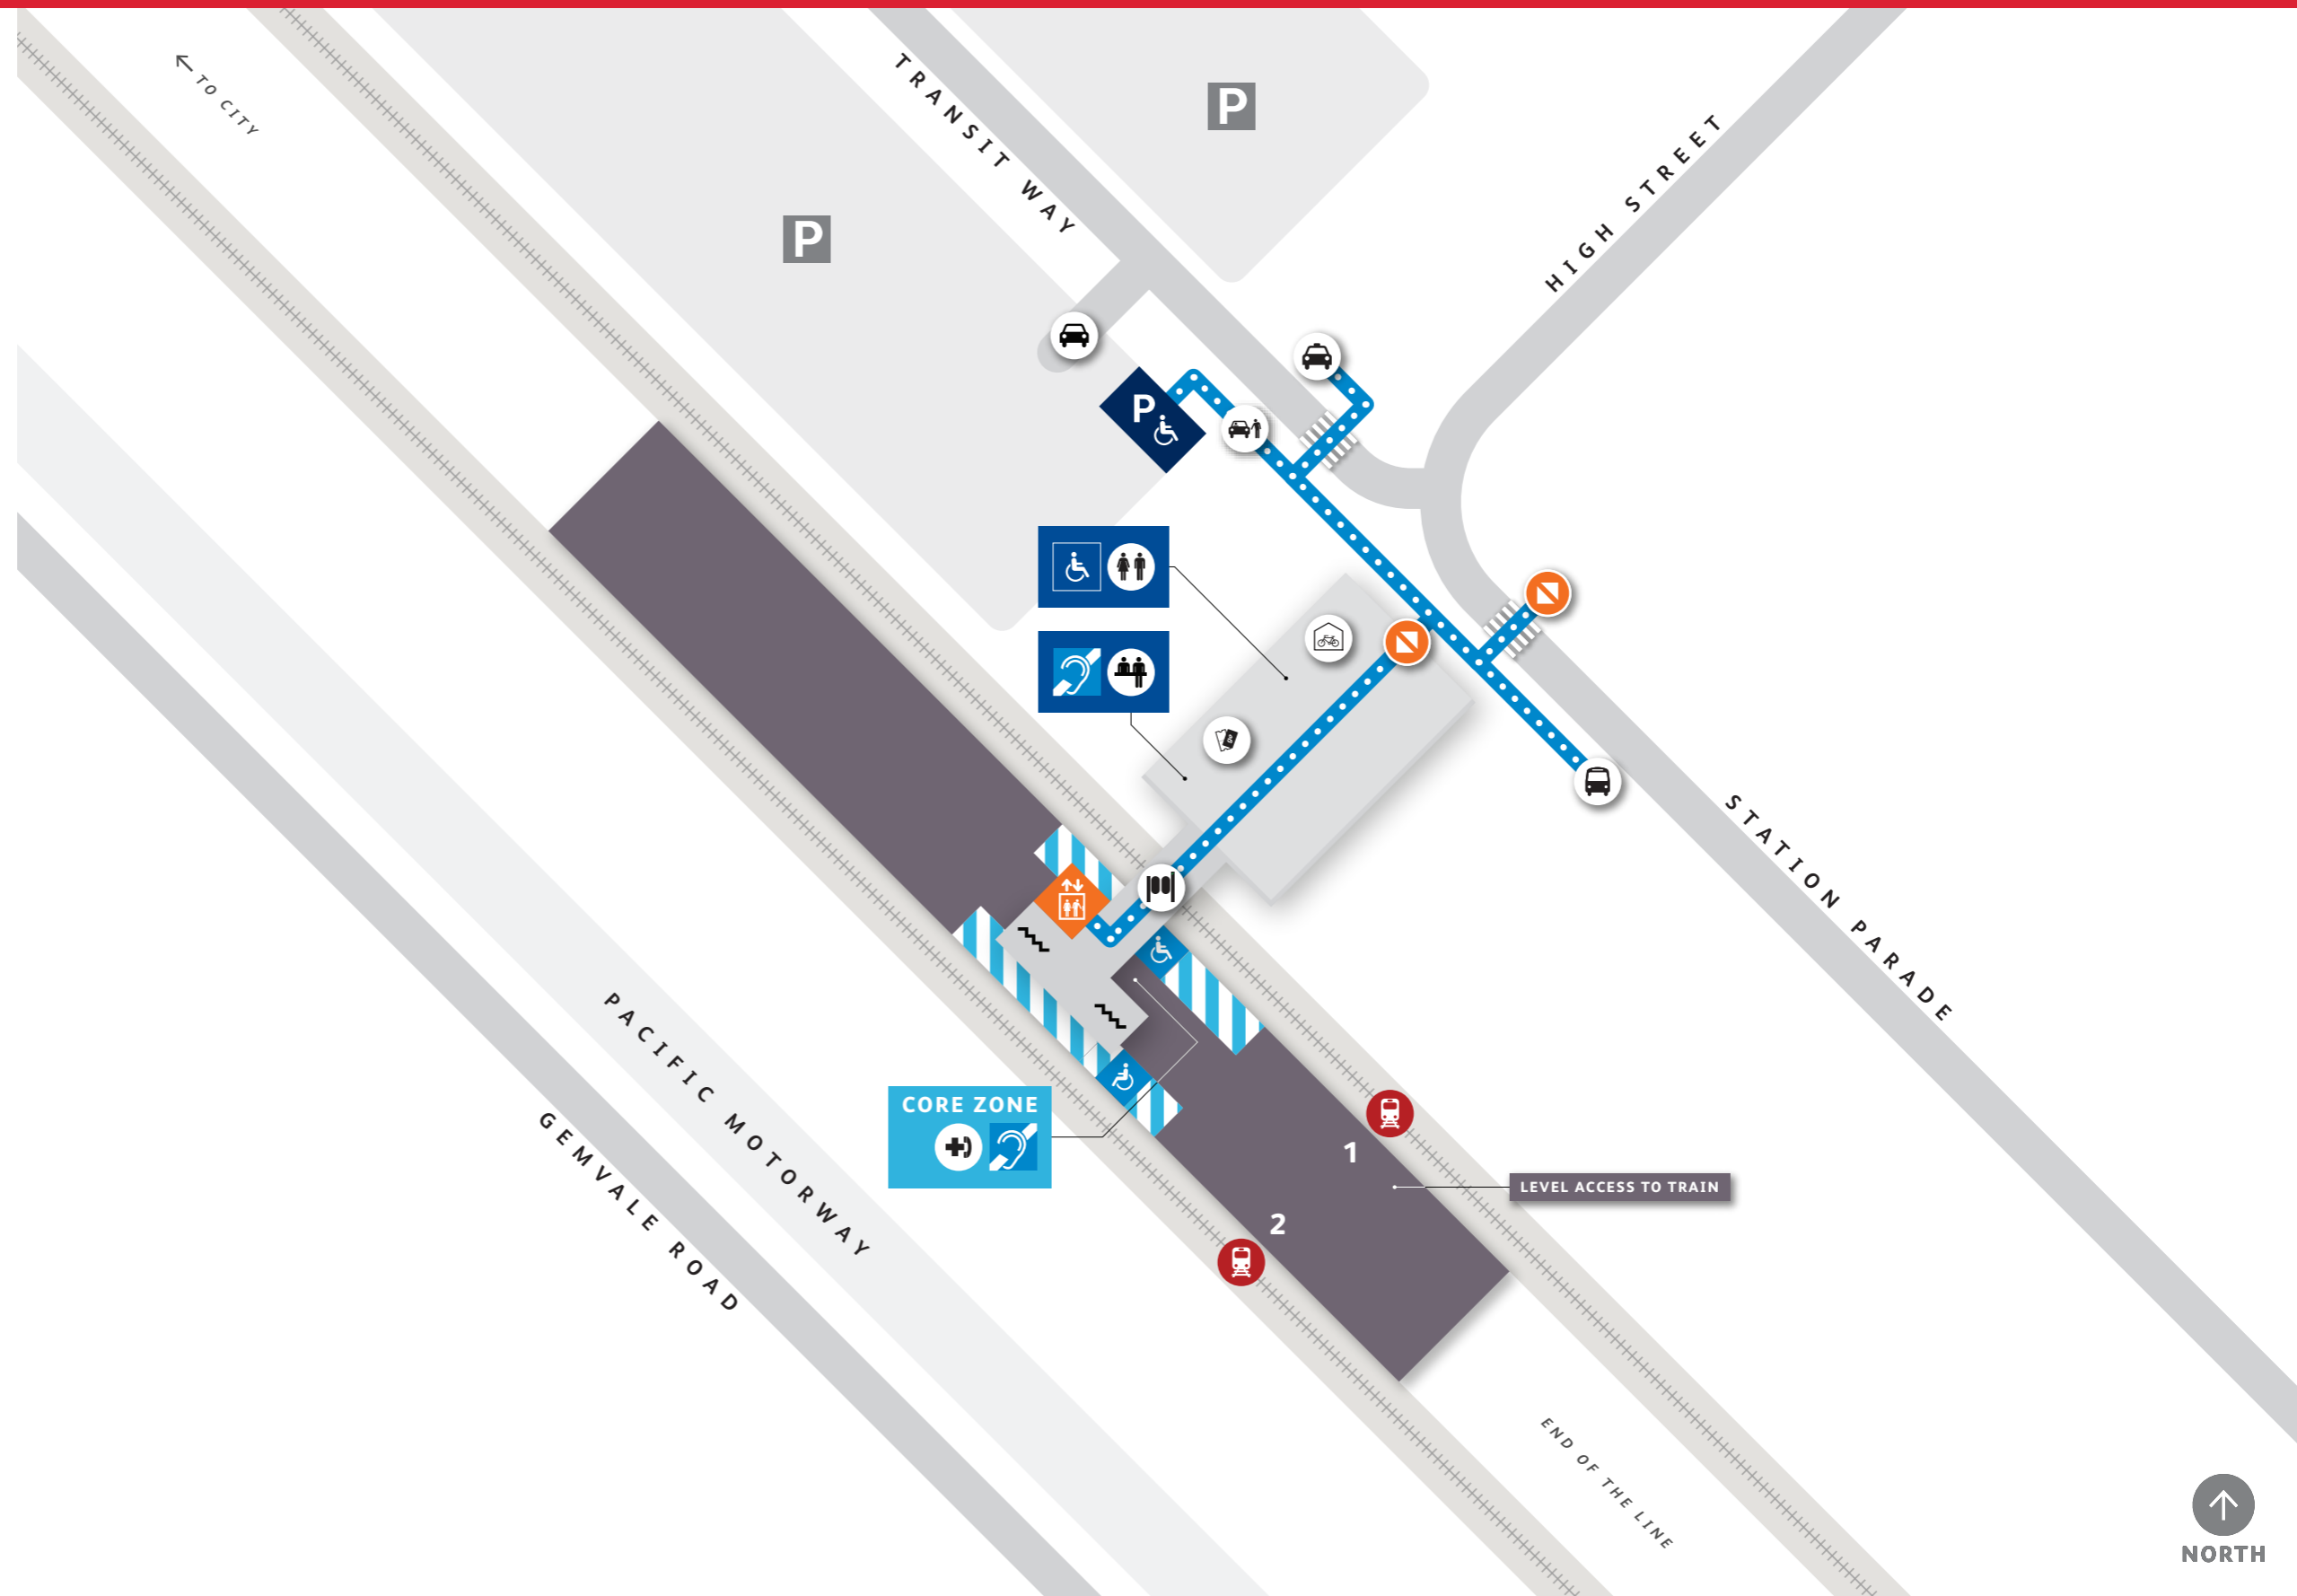 TO CITY
TRANSIT WAY
P
P
HIGH STREET
P
STATION PARADE
PACIFIC MOTORWAY
GEMVALE ROAD
CORE ZONE
1
2
LEVEL ACCESS TO TRAIN
END OF THE LINE
NORTH